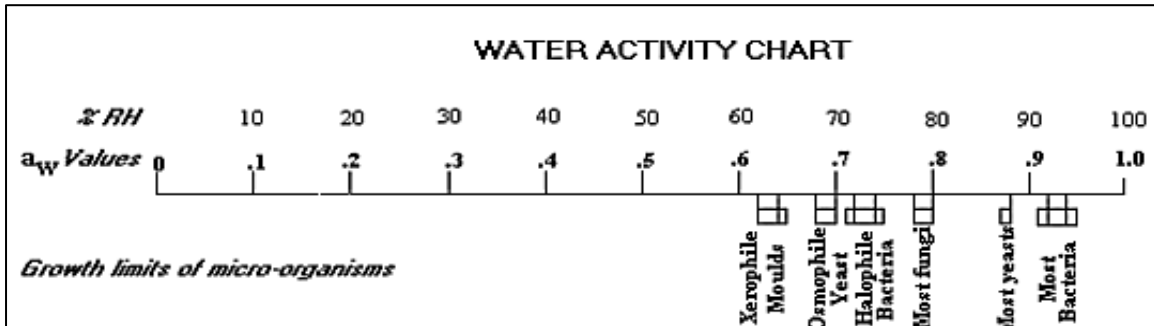 WATER ACTIVITY CHART
% RH 10 20 30 40 50 60 70 80 90 100
aw Values 0 .1 .2 .3 .4 .5 .6 .7 .8 .9 1.0
Growth limits of micro-organisms
Xerophile
Moulds
Osmophile
Yeast
Halophile
Bacteria
Most fungi
Most yeasts
Most
Bacteria